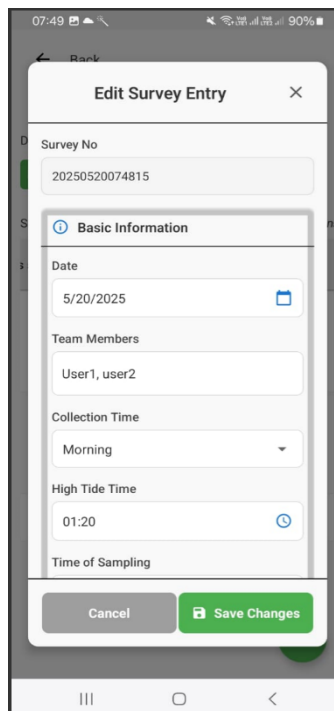 07:49 90%
Back
Edit Survey Entry
Survey No
20250520074815
Basic Information
Date
5/20/2025
Team Members
User1, user2
Collection Time
Morning
High Tide Time
01:20
Time of Sampling
Cancel Save Changes